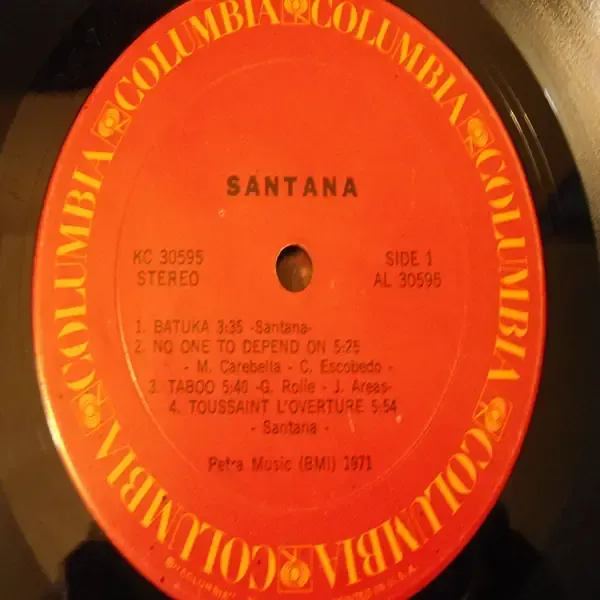 COLUMBIA COLUMBIA COLUMBIA COLUMBIA COLUMBIA COLUMBIA COLUMBIA COLUMBIA
SANTANA
KC 30595 SIDE 1
STEREO AL 30595
1. BATUKA 3:35 -Santana-
2. NO ONE TO DEPEND ON 5:25
- M. Carebella - C. Escobedo -
3. TABOO 5:40 -G. Rolie - J. Areas-
4. TOUSSAINT L'OVERTURE 5:54
- Santana -
Petra Music (BMI) 1971